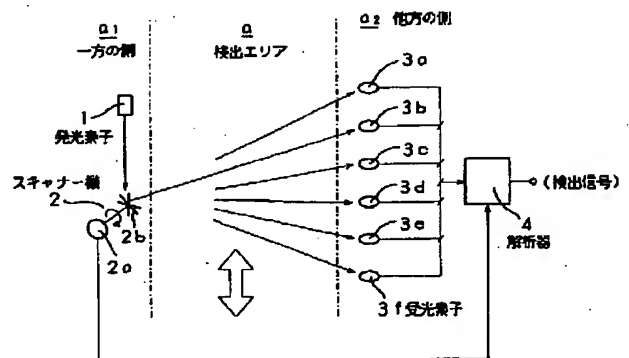 a1
一方の側
a
検出エリア
a2 他方の側
1
発光素子
スキャナー機
2
2b
2a
3a
3b
3c
3d
3e
3f受光素子
4
解析器
(検出信号)